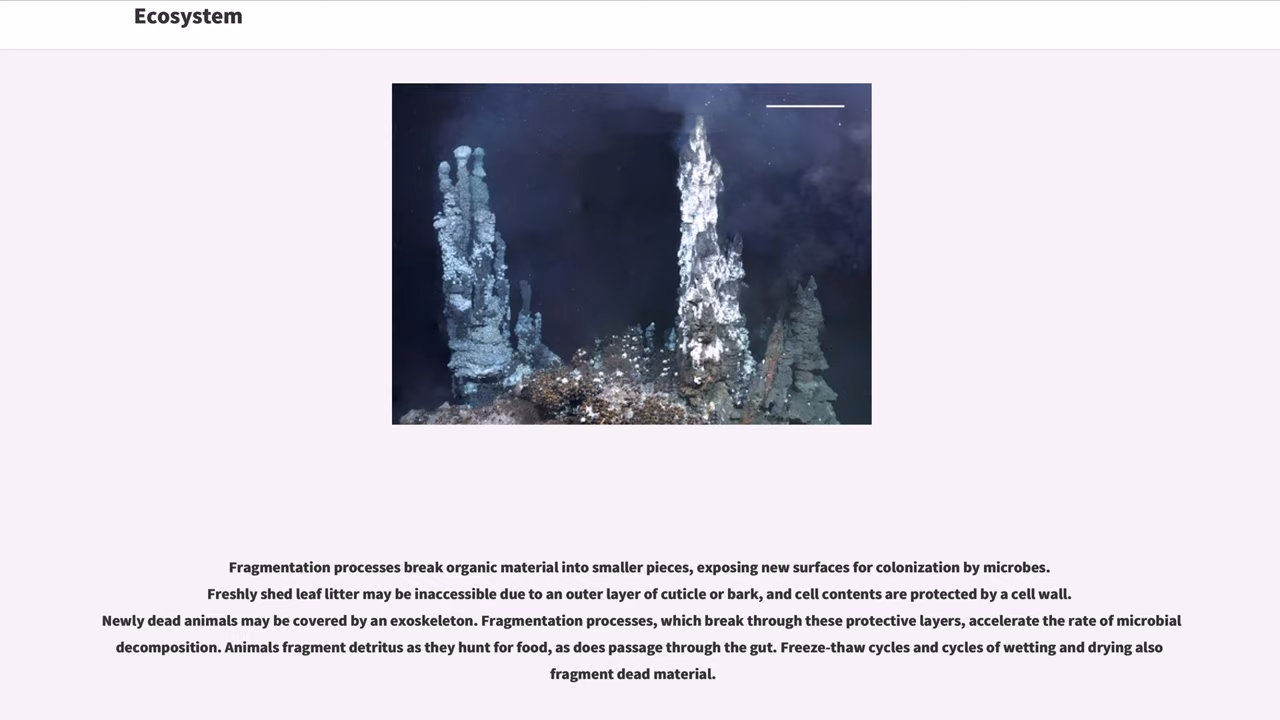 Ecosystem
Fragmentation processes break organic material into smaller pieces, exposing new surfaces for colonization by microbes.
Freshly shed leaf litter may be inaccessible due to an outer layer of cuticle or bark, and cell contents are protected by a cell wall.
Newly dead animals may be covered by an exoskeleton. Fragmentation processes, which break through these protective layers, accelerate the rate of microbial
decomposition. Animals fragment detritus as they hunt for food, as does passage through the gut. Freeze-thaw cycles and cycles of wetting and drying also
fragment dead material.